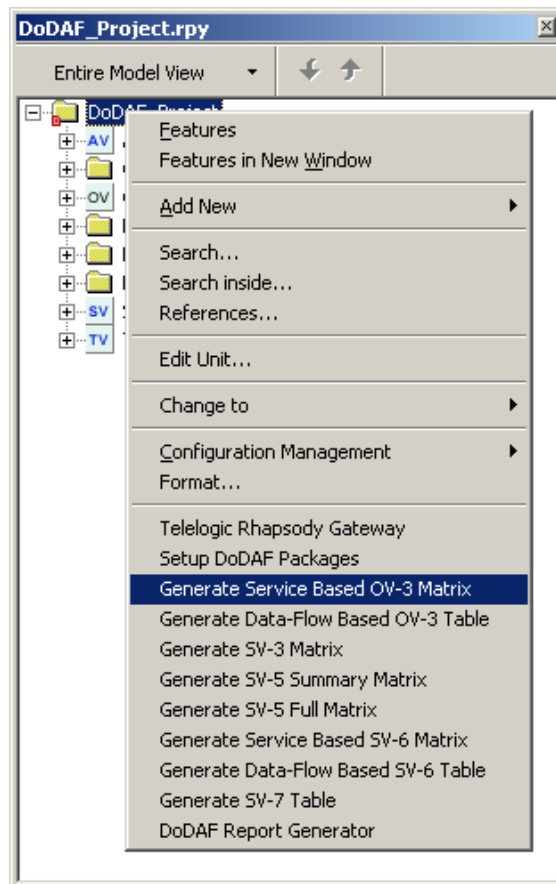 DoDAF_Project.rpy
Entire Model View
DoDAF_Project
AV
OV
SV
TV
Features
Features in New Window
Add New
Search...
Search inside...
References...
Edit Unit...
Change to
Configuration Management
Format...
Telelogic Rhapsody Gateway
Setup DoDAF Packages
Generate Service Based OV-3 Matrix
Generate Data-Flow Based OV-3 Table
Generate SV-3 Matrix
Generate SV-5 Summary Matrix
Generate SV-5 Full Matrix
Generate Service Based SV-6 Matrix
Generate Data-Flow Based SV-6 Table
Generate SV-7 Table
DoDAF Report Generator